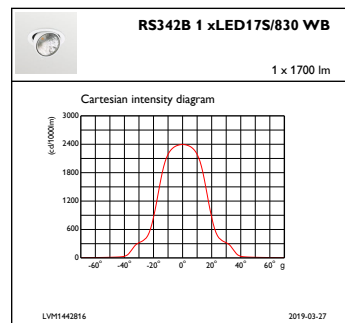 RS342B 1 xLED17S/830 WB
1 x 1700 lm
Cartesian intensity diagram
(cd/1000lm)
3000
2400
1800
1200
600
0
-60° -40° -20° 0° 20° 40° 60° g
LVM1442816 2019-03-27